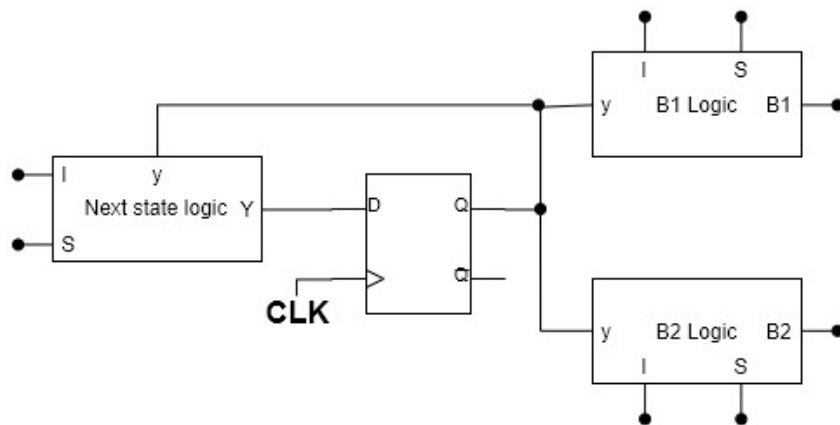 I
S
y
B1 Logic
B1
I
y
Next state logic
Y
S
D
Q
Q̅
CLK
y
B2 Logic
B2
I
S